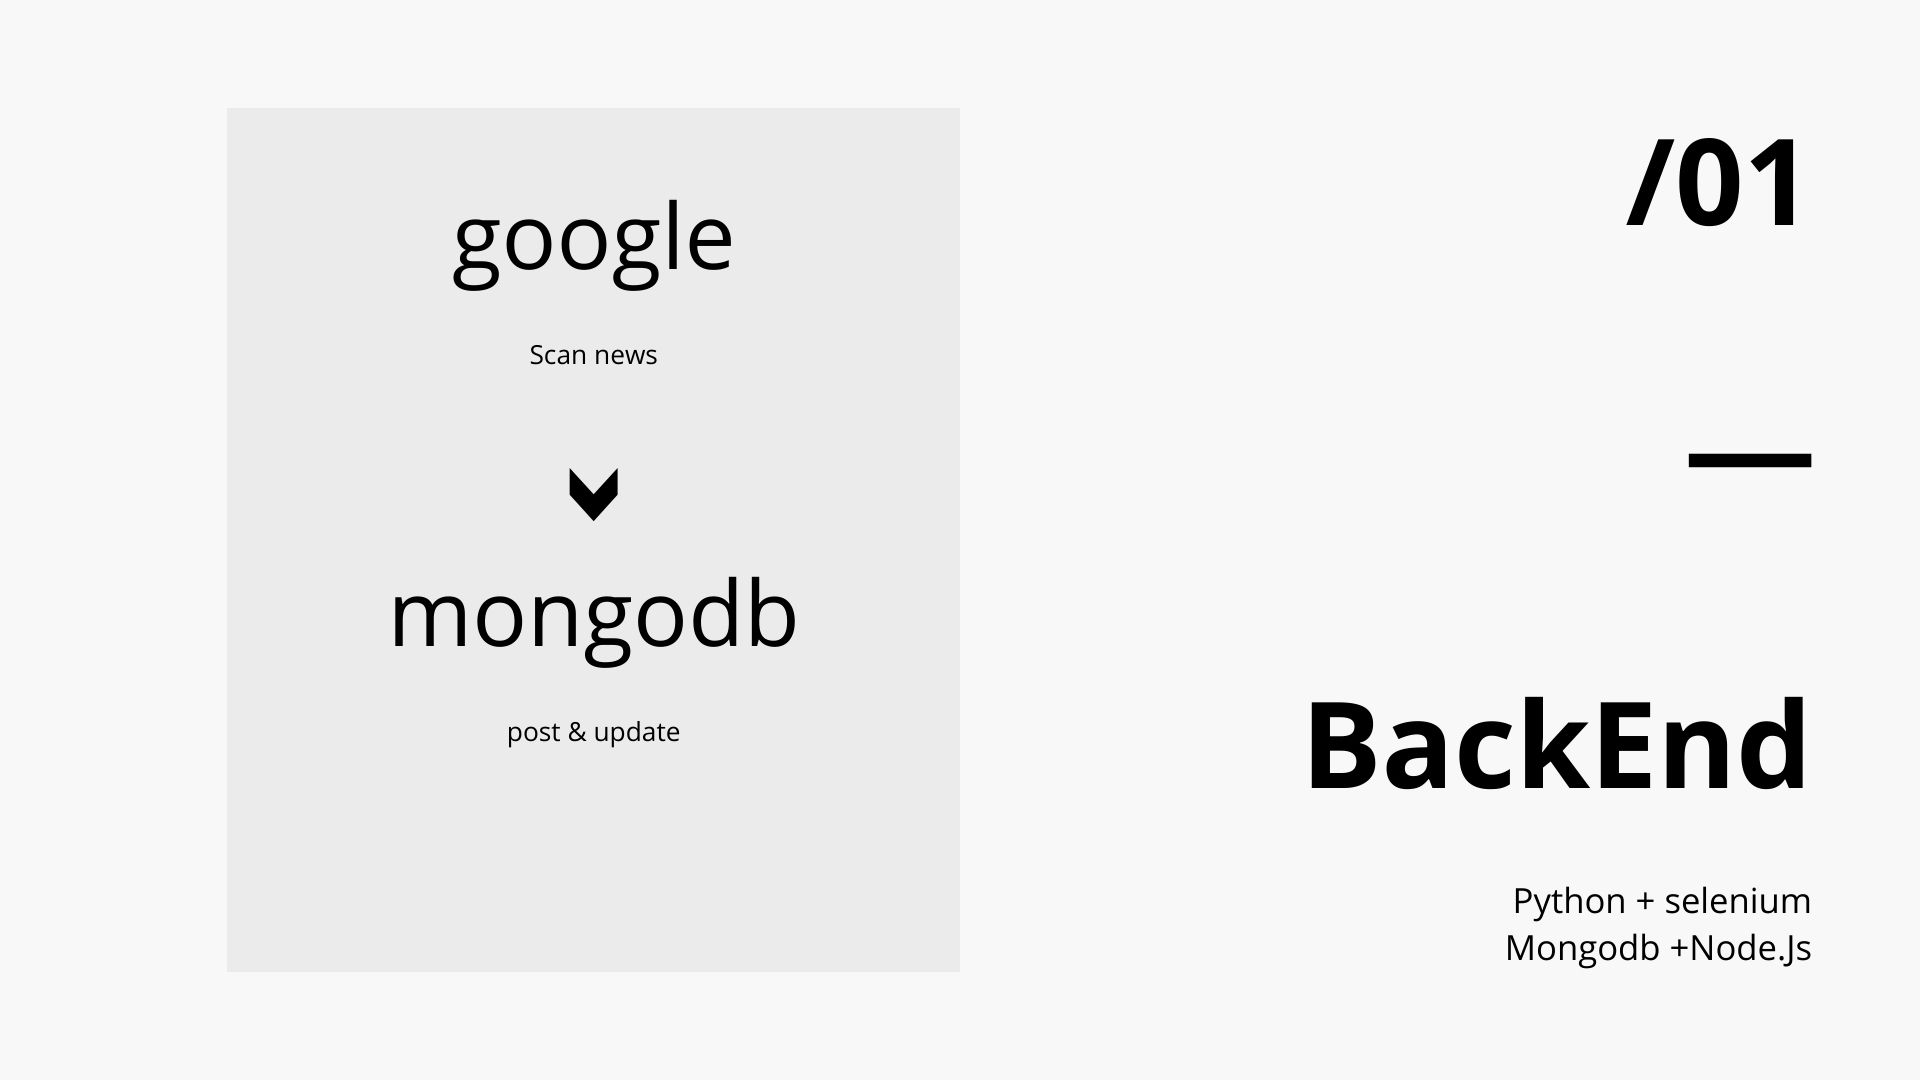 google
Scan news
mongodb
post & update
/01
BackEnd
Python + selenium
Mongodb +Node.Js